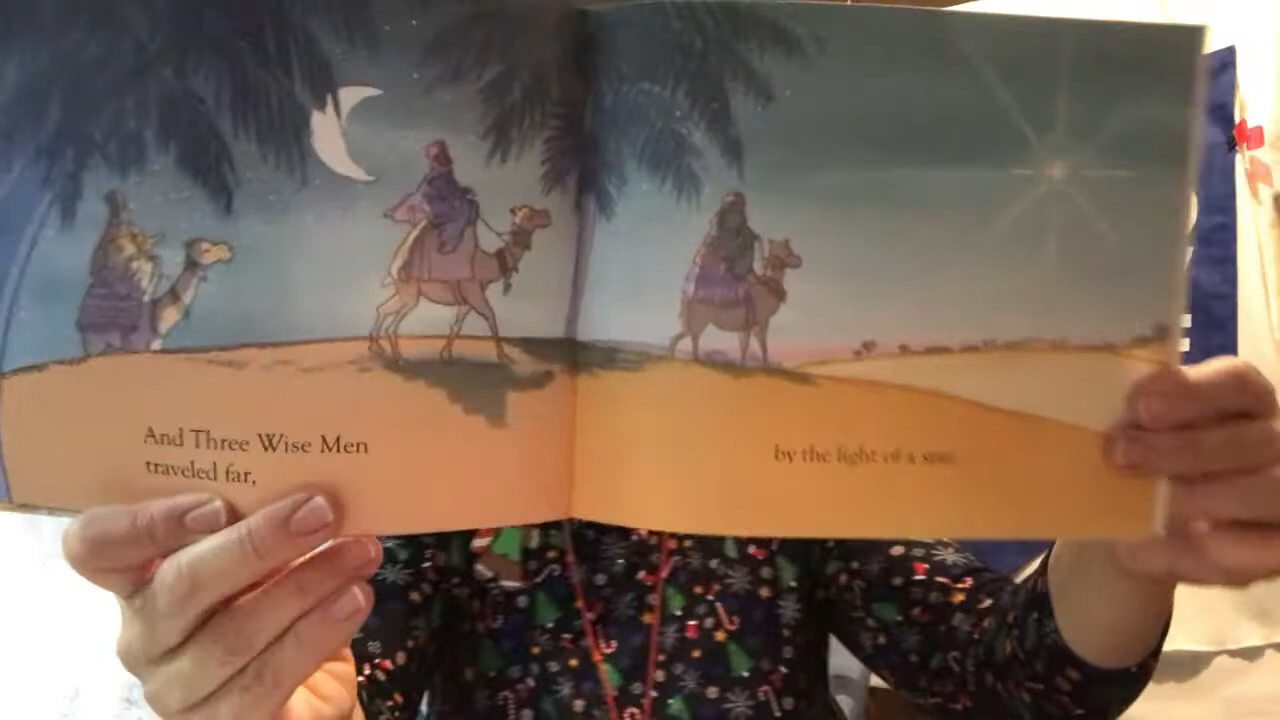 And Three Wise Men
traveled far,
by the light of a star.